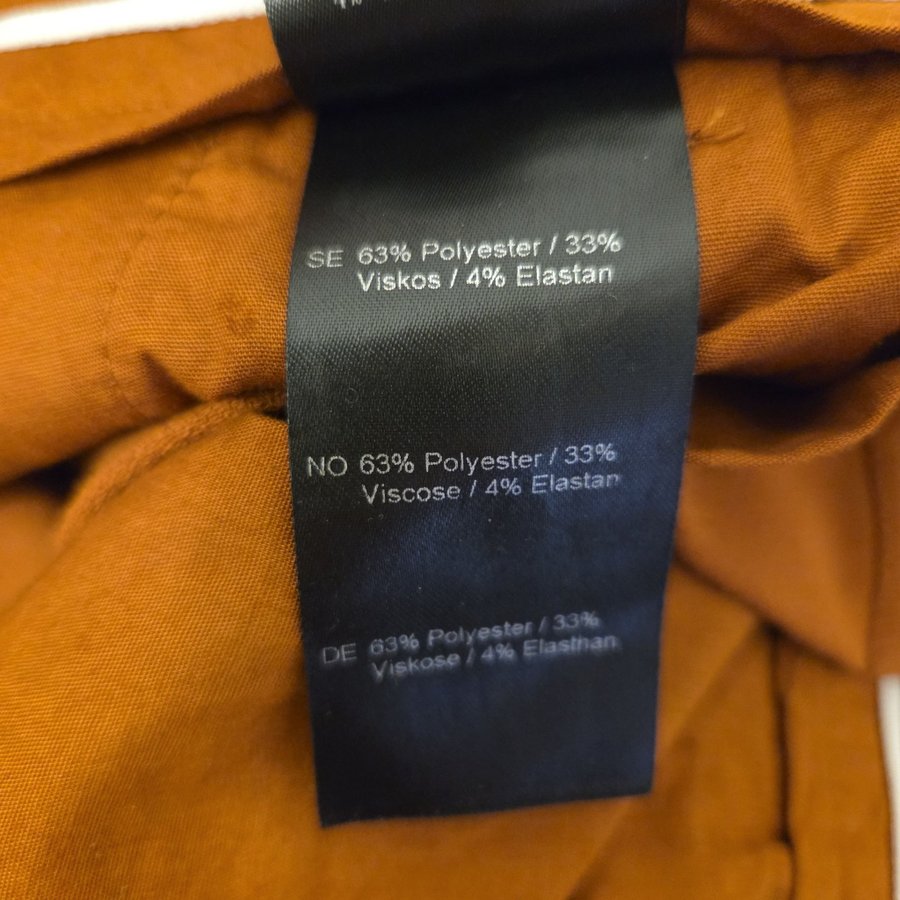 SE 63% Polyester / 33%
Viskos / 4% Elastan
NO 63% Polyester / 33%
Viscose / 4% Elastan
DE 63% Polyester / 33%
Viskose / 4% Elasthan